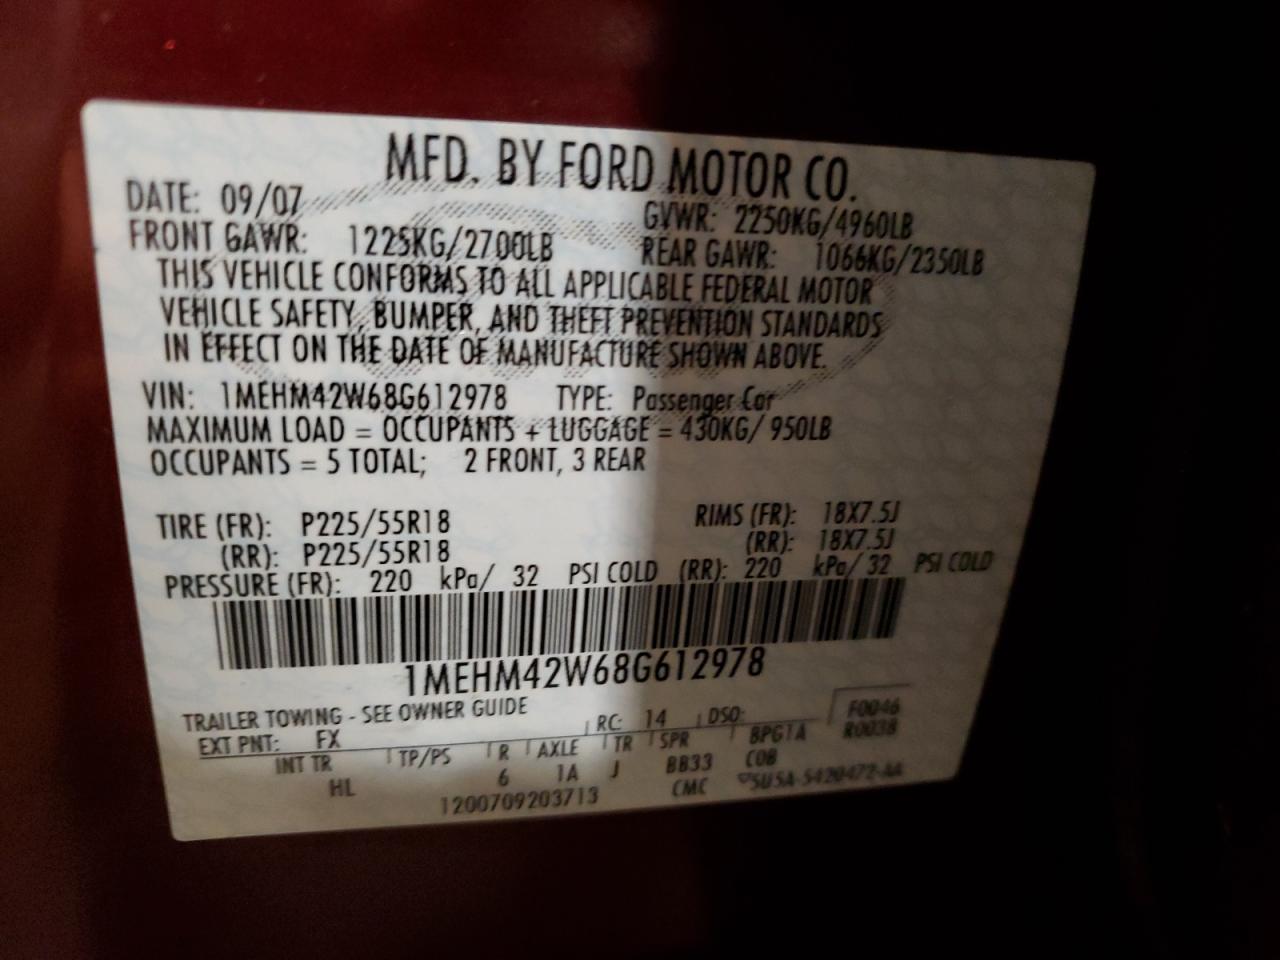 MFD. BY FORD MOTOR CO.
DATE: 09/07 GVWR: 2250KG/4960LB
FRONT GAWR: 1225KG/2700LB REAR GAWR: 1066KG/2350LB
THIS VEHICLE CONFORMS TO ALL APPLICABLE FEDERAL MOTOR
VEHICLE SAFETY, BUMPER, AND THEFT PREVENTION STANDARDS
IN EFFECT ON THE DATE OF MANUFACTURE SHOWN ABOVE.
VIN: 1MEHM42W68G612978 TYPE: Passenger Car
MAXIMUM LOAD = OCCUPANTS + LUGGAGE = 430KG/ 950LB
OCCUPANTS = 5 TOTAL; 2 FRONT, 3 REAR
TIRE (FR): P225/55R18 RIMS (FR): 18X7.5J
(RR): P225/55R18 (RR): 18X7.5J
PRESSURE (FR): 220 kPa/ 32 PSI COLD (RR): 220 kPa/ 32 PSI COLD
1MEHM42W68G612978
TRAILER TOWING - SEE OWNER GUIDE
EXT PNT: FX RC: 14 DSO: F0046
R0038
INT TR TP/PS R AXLE TR SPR BPGTA
HL 6 1A J BB33 COB
1200709203713 CMC 5U5A-5420472-AA